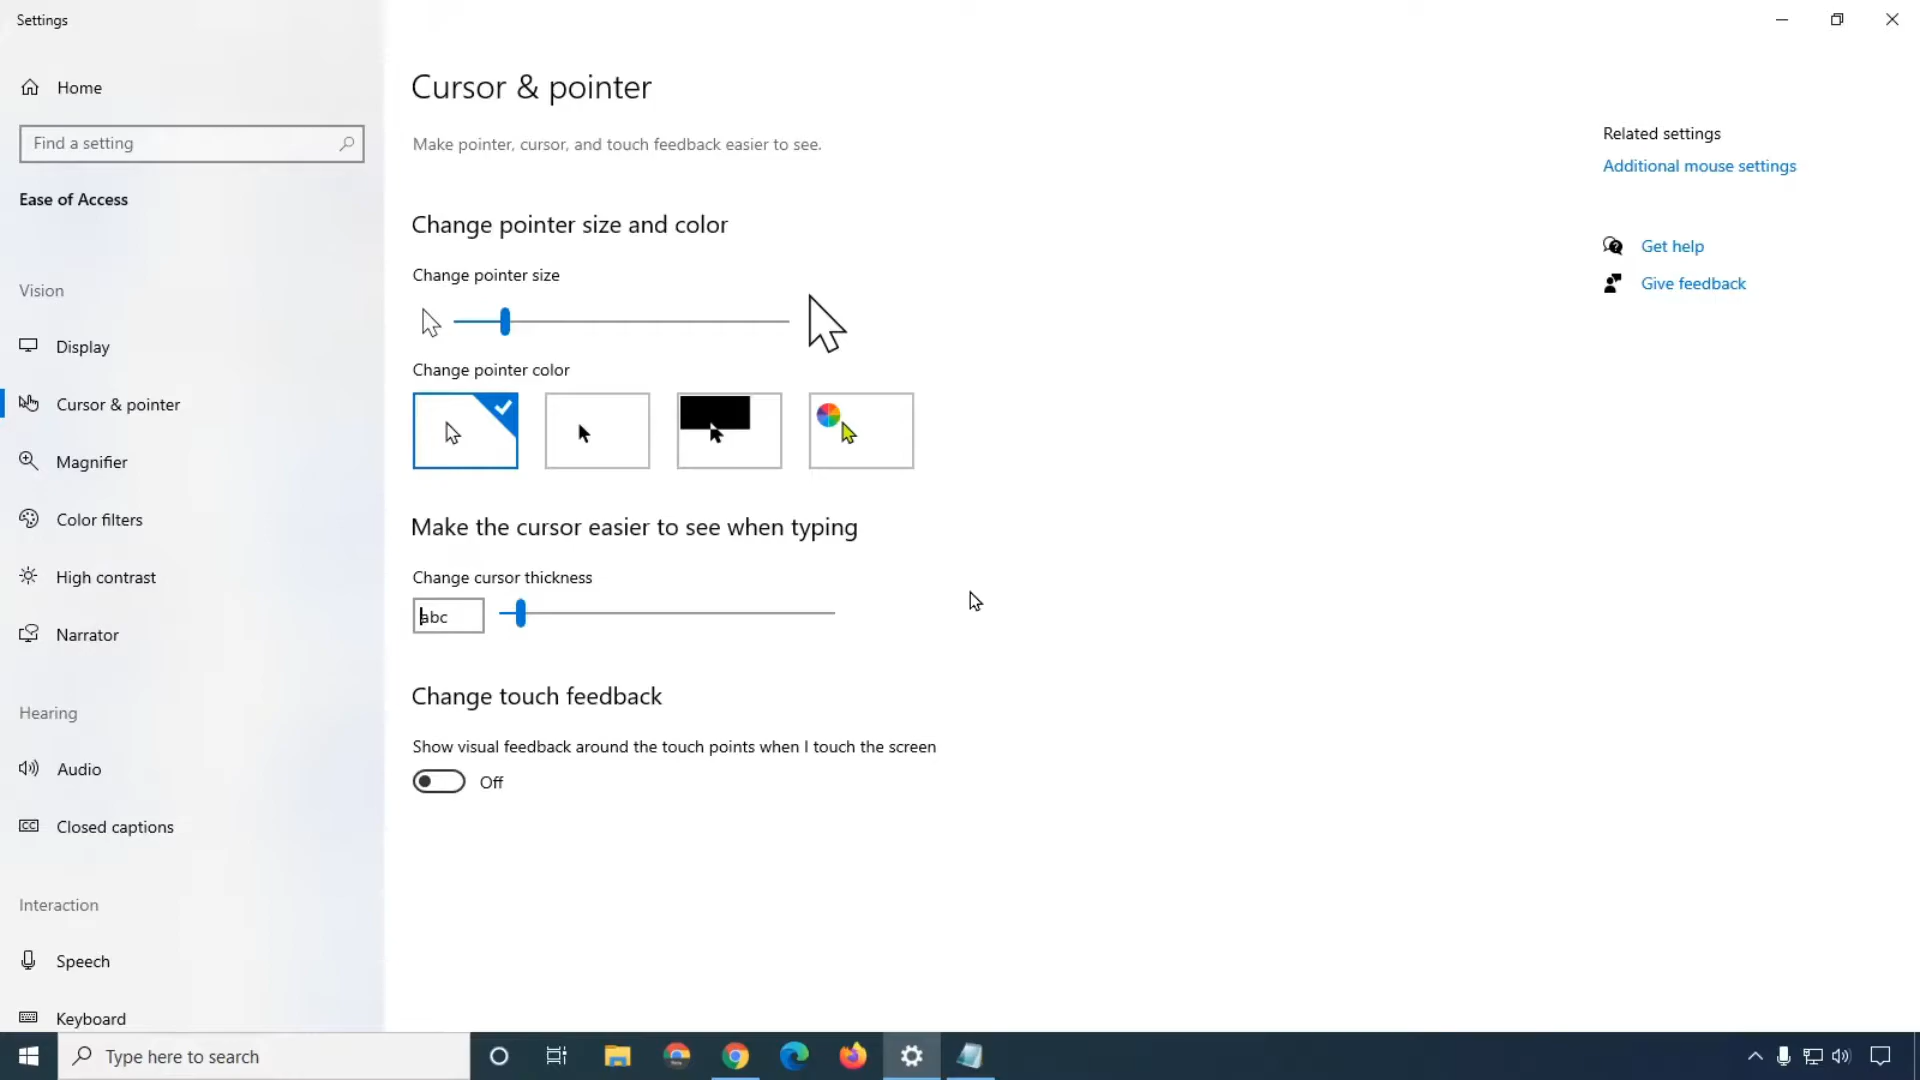 Settings
Home
Find a setting
Ease of Access
Vision
Display
Cursor & pointer
Magnifier
Color filters
High contrast
Narrator
Hearing
Audio
Closed captions
Interaction
Speech
Keyboard
Cursor & pointer
Make pointer, cursor, and touch feedback easier to see.
Change pointer size and color
Change pointer size
Change pointer color
Make the cursor easier to see when typing
Change cursor thickness
abc
Change touch feedback
Show visual feedback around the touch points when I touch the screen
Off
Related settings
Additional mouse settings
Get help
Give feedback
Type here to search